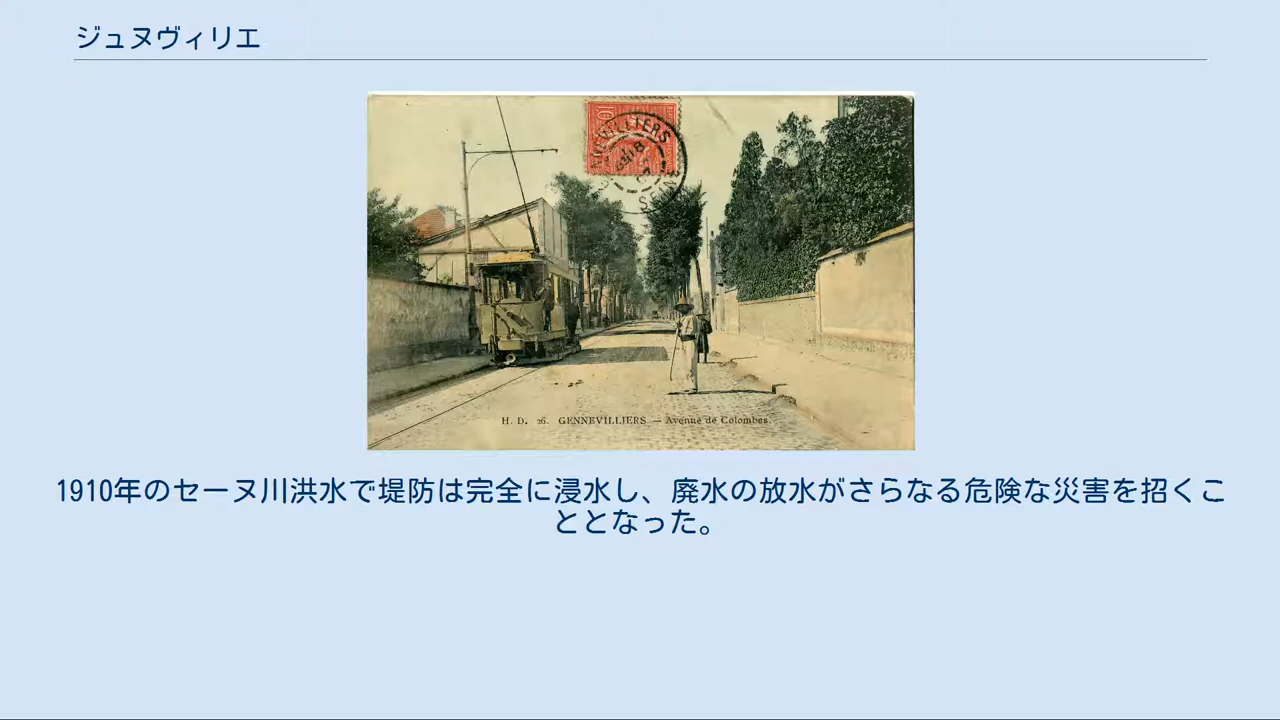 ジュヌヴィリエ
H. D. 26. GENNEVILLIERS — Avenue de Colombes.
1910年のセーヌ川洪水で堤防は完全に浸水し、廃水の放水がさらなる危険な災害を招くこ
ととなった。